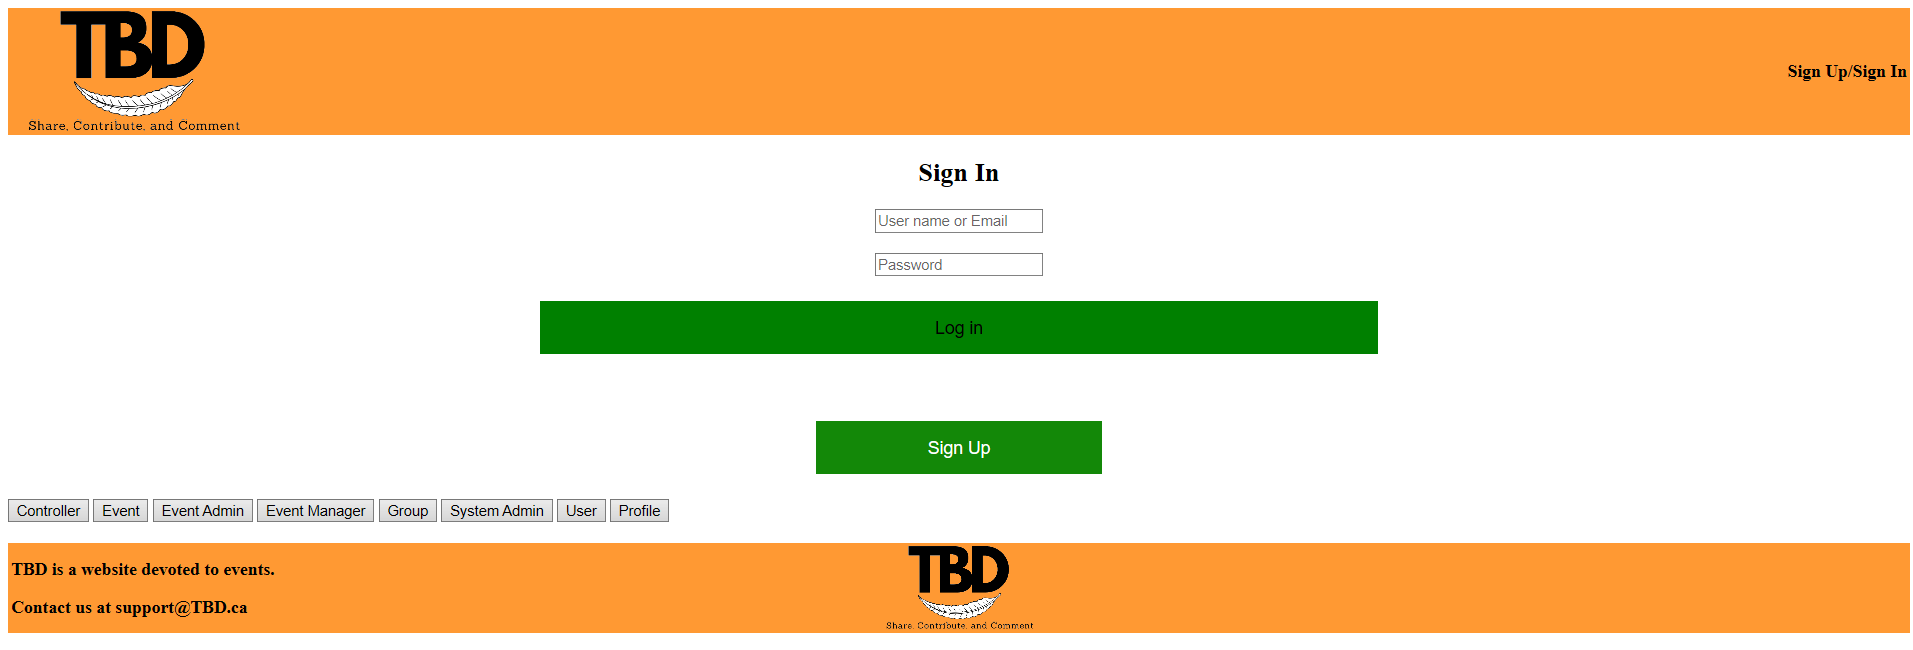 TBD
Share, Contribute, and Comment
Sign Up/Sign In
Sign In
User name or Email
Password
Log in
Sign Up
Controller Event Event Admin Event Manager Group System Admin User Profile
TBD is a website devoted to events.
Contact us at support@TBD.ca
TBD
Share, Contribute, and Comment